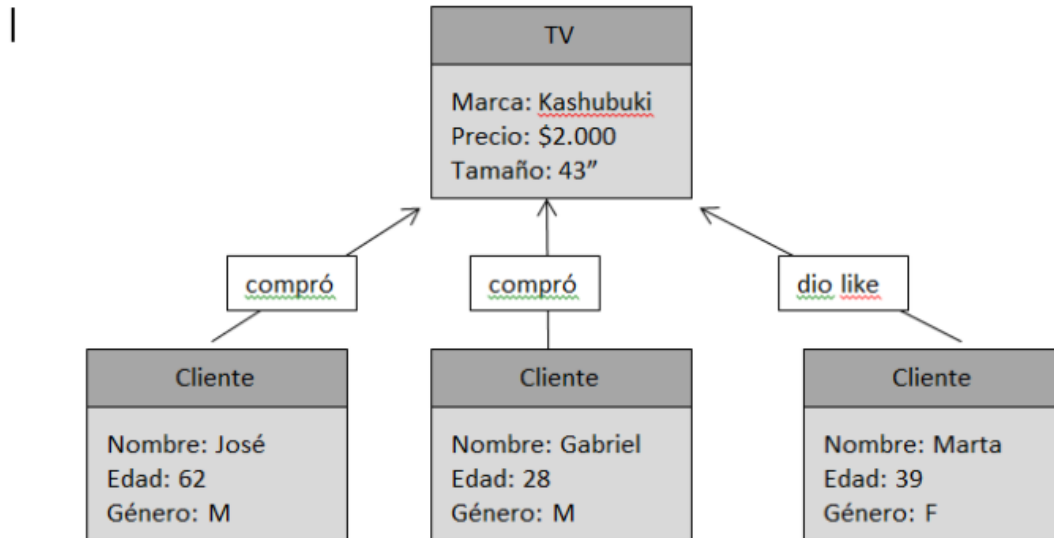 TV
Marca: Kashubuki
Precio: $2.000
Tamaño: 43”
compró
compró
dio like
Cliente
Nombre: José
Edad: 62
Género: M
Cliente
Nombre: Gabriel
Edad: 28
Género: M
Cliente
Nombre: Marta
Edad: 39
Género: F